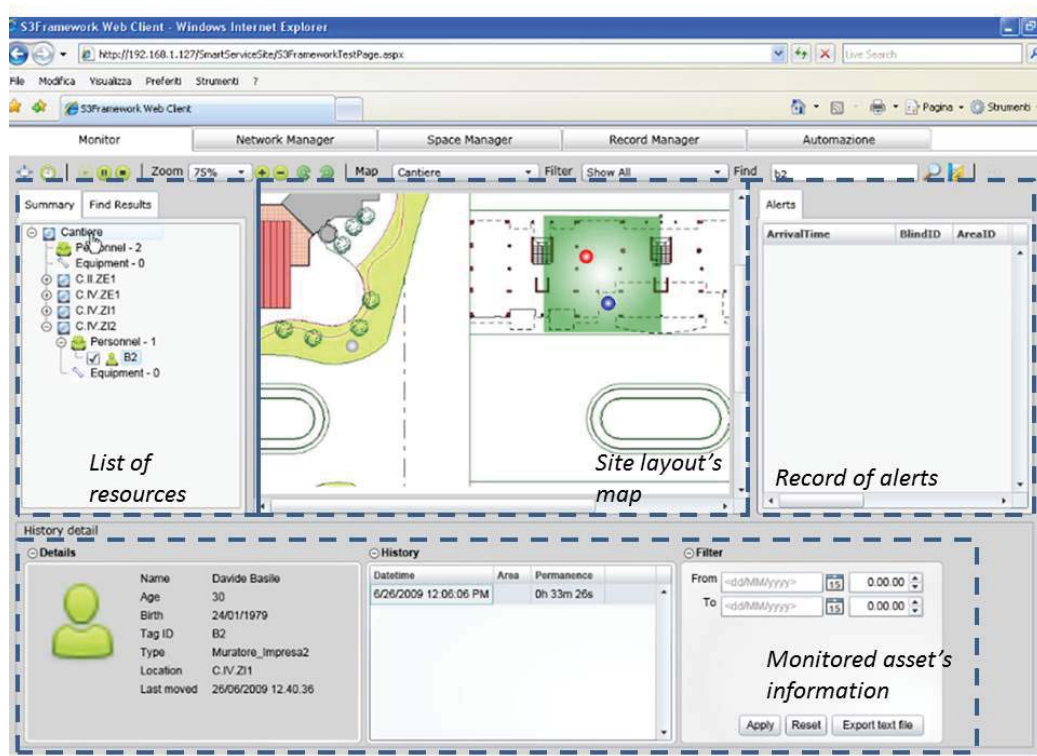 S3Framework Web Client - Windows Internet Explorer
http://192.168.1.127/SmartServiceSite/S3FrameworkTestPage.aspx
Live Search
File Modifica Visualizza Preferiti Strumenti ?
S3Framework Web Client
Pagina
Strumenti
Monitor
Network Manager
Space Manager
Record Manager
Automazione
Zoom 75%
Map Cantiere
Filter Show All
Find b2
Summary
Find Results
Cantiere
Personnel - 2
Equipment - 0
C.II.ZE1
C.IV.ZE1
C.IV.ZI1
C.IV.ZI2
Personnel - 1
B2
Equipment - 0
List of
resources
Site layout's
map
Alerts
ArrivalTime BlindID AreaID
Record of alerts
History detail
Details
Name Davide Basile
Age 30
Birth 24/01/1979
Tag ID B2
Type Muratore_Impresa2
Location C.IV.ZI1
Last moved 26/06/2009 12.40.36
History
Datetime Area Permanence
6/26/2009 12:06:06 PM 0h 33m 26s
Filter
From <dd/MM/yyyy> 15 0.00.00
To <dd/MM/yyyy> 15 0.00.00
Monitored asset's
information
Apply
Reset
Export text file